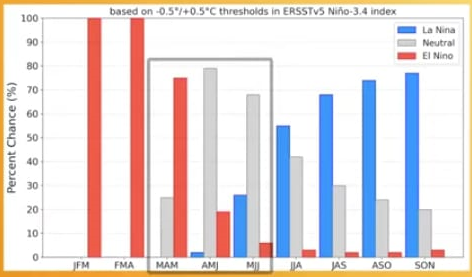 based on -0.5°/+0.5°C thresholds in ERSSTv5 Niño-3.4 index
100
90
80
70
60
50
40
30
20
10
0
Percent Chance (%)
La Nina
Neutral
El Nino
JFM FMA MAM AMJ MJJ JJA JAS ASO SON